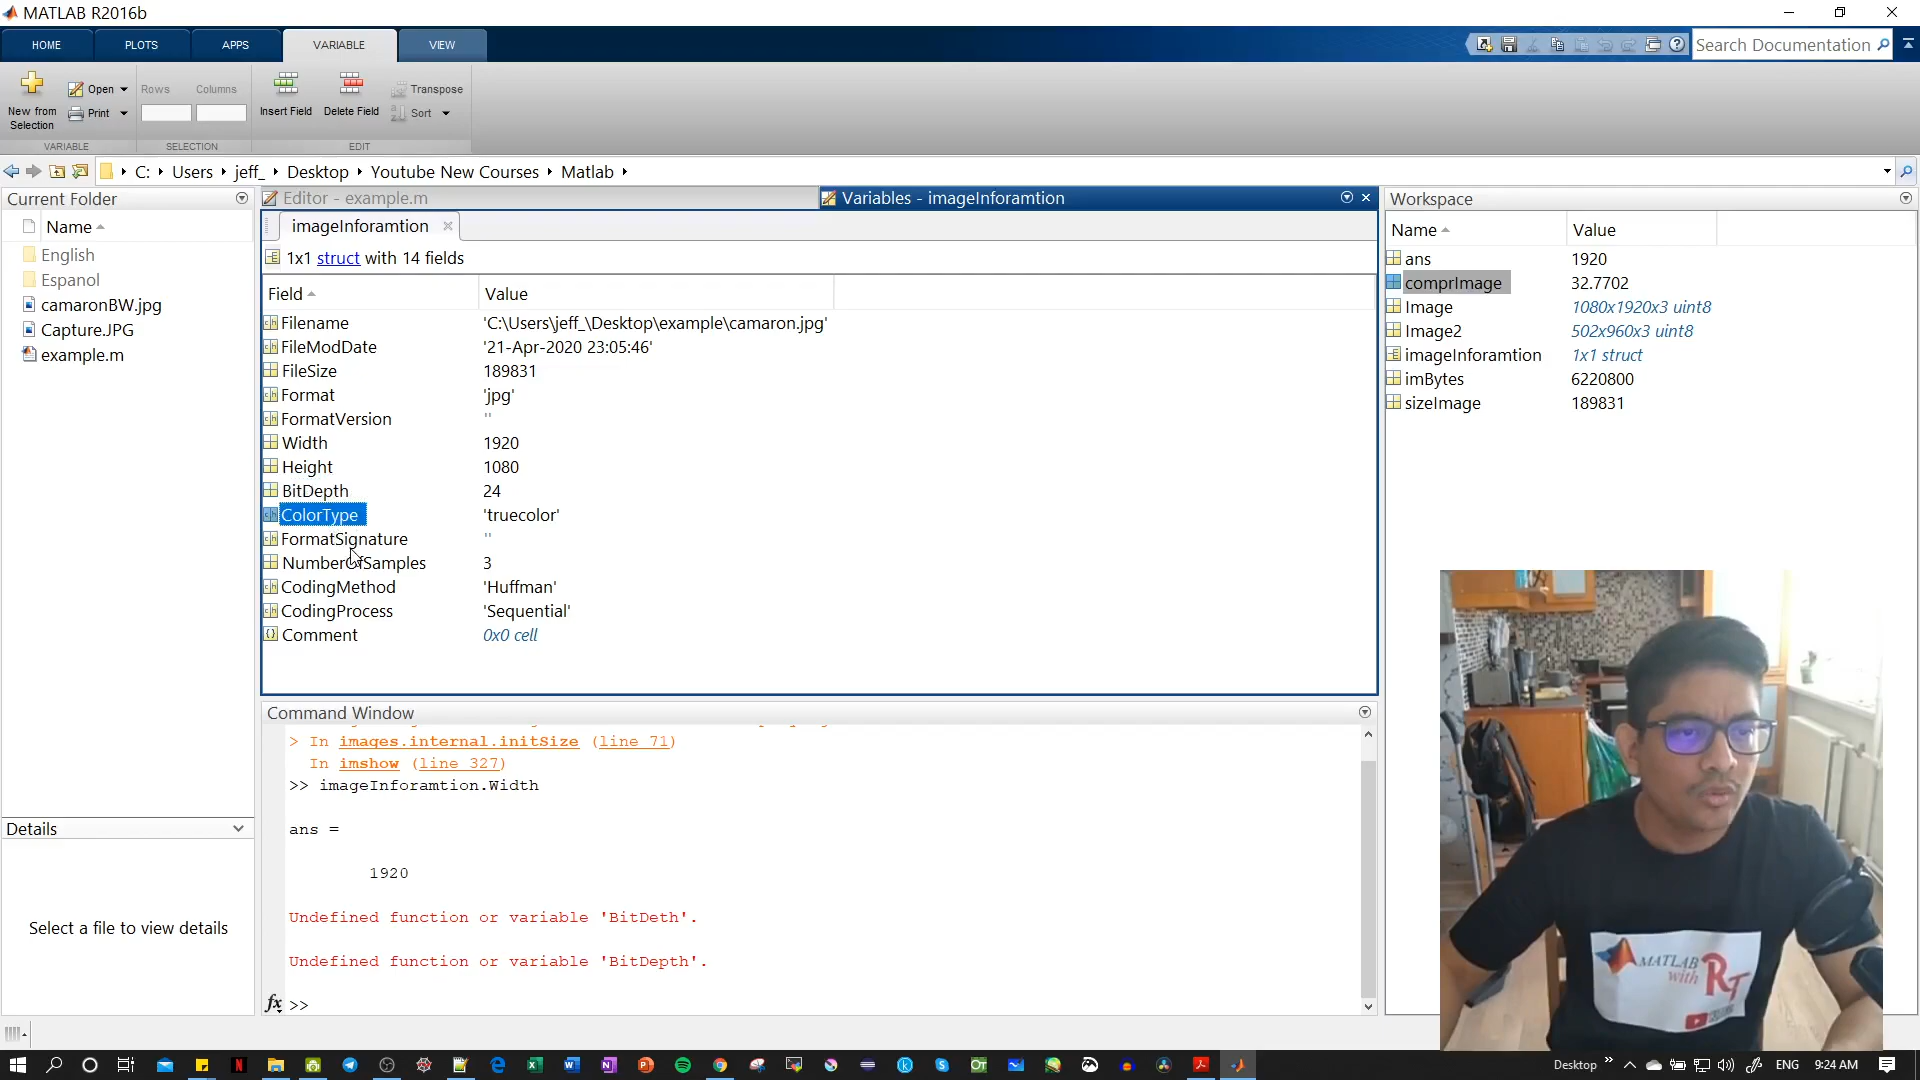 MATLAB R2016b
HOME PLOTS APPS VARIABLE VIEW
Search Documentation
New from Selection
Open
Print
Rows Columns
Insert Field
Delete Field
Transpose
Sort
VARIABLE SELECTION EDIT
C: Users jeff_ Desktop Youtube New Courses Matlab
Current Folder
Name
English
Espanol
camaronBW.jpg
Capture.JPG
example.m
Details
Select a file to view details
Editor - example.m
Variables - imageInforamtion
imageInforamtion
1x1 struct with 14 fields
Field Value
Filename 'C:\Users\jeff_\Desktop\example\camaron.jpg'
FileModDate '21-Apr-2020 23:05:46'
FileSize 189831
Format 'jpg'
FormatVersion ''
Width 1920
Height 1080
BitDepth 24
ColorType 'truecolor'
FormatSignature ''
NumberOfSamples 3
CodingMethod 'Huffman'
CodingProcess 'Sequential'
Comment 0x0 cell
Command Window
> In images.internal.initSize (line 71)
In imshow (line 327)
>> imageInforamtion.Width
ans =
1920
Undefined function or variable 'BitDeth'.
Undefined function or variable 'BitDepth'.
fx >>
Workspace
Name Value
ans 1920
comprImage 32.7702
Image 1080x1920x3 uint8
Image2 502x960x3 uint8
imageInforamtion 1x1 struct
imBytes 6220800
sizeImage 189831
MATLAB
with RT
Desktop
ENG
9:24 AM